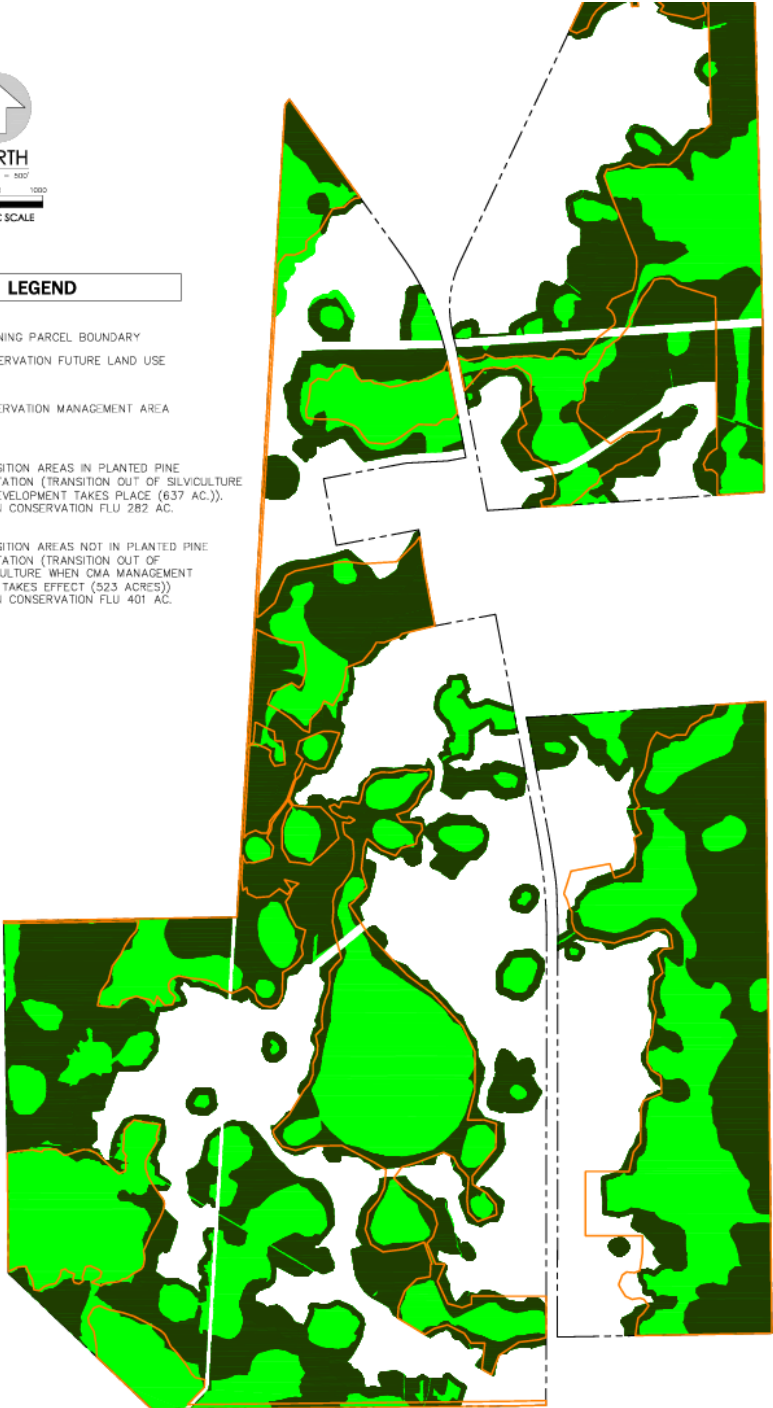 RTH
= 500'
1000
C SCALE
LEGEND
NING PARCEL BOUNDARY
ERVATION FUTURE LAND USE
ERVATION MANAGEMENT AREA
SITION AREAS IN PLANTED PINE
TATION (TRANSITION OUT OF SILVICULTURE
EVELOPMENT TAKES PLACE (637 AC.)).
N CONSERVATION FLU 282 AC.
SITION AREAS NOT IN PLANTED PINE
TATION (TRANSITION OUT OF
ULTURE WHEN CMA MANAGEMENT
TAKES EFFECT (523 ACRES))
N CONSERVATION FLU 401 AC.